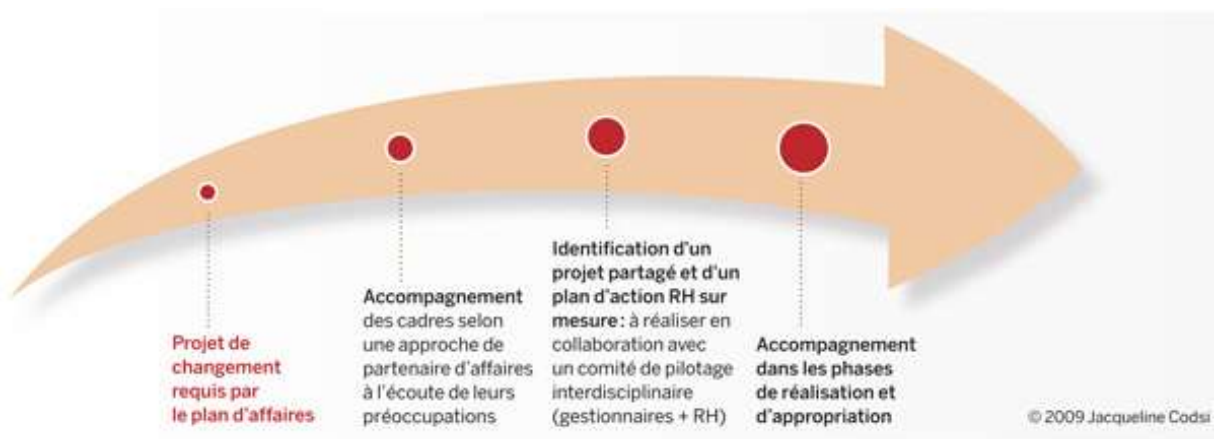 Projet de
changement
requis par
le plan d'affaires
Accompagnement
des cadres selon
une approche de
partenaire d'affaires
à l'écoute de leurs
préoccupations
Identification d'un
projet partagé et d'un
plan d'action RH sur
mesure : à réaliser en
collaboration avec
un comité de pilotage
interdisciplinaire
(gestionnaires + RH)
Accompagnement
dans les phases
de réalisation et
d'appropriation
© 2009 Jacqueline Codsi